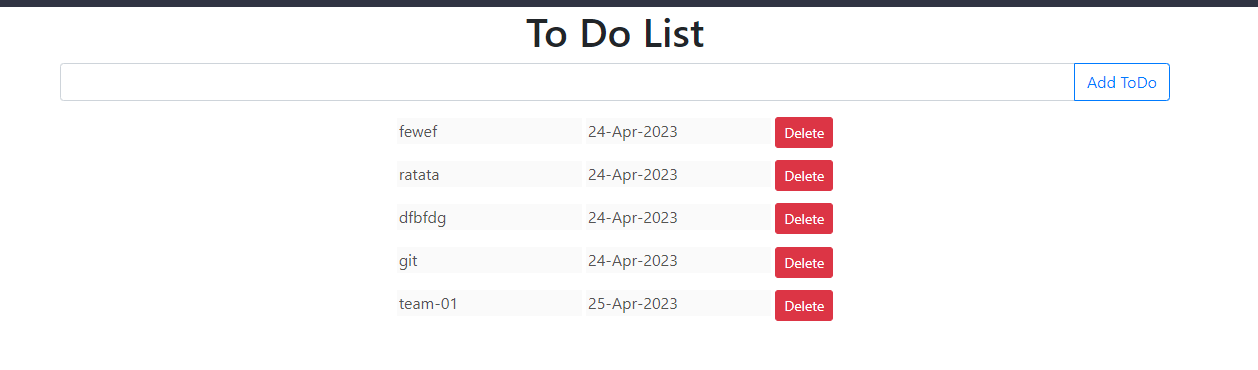 To Do List
Add ToDo
fewef 24-Apr-2023 Delete
ratata 24-Apr-2023 Delete
dfbfdg 24-Apr-2023 Delete
git 24-Apr-2023 Delete
team-01 25-Apr-2023 Delete